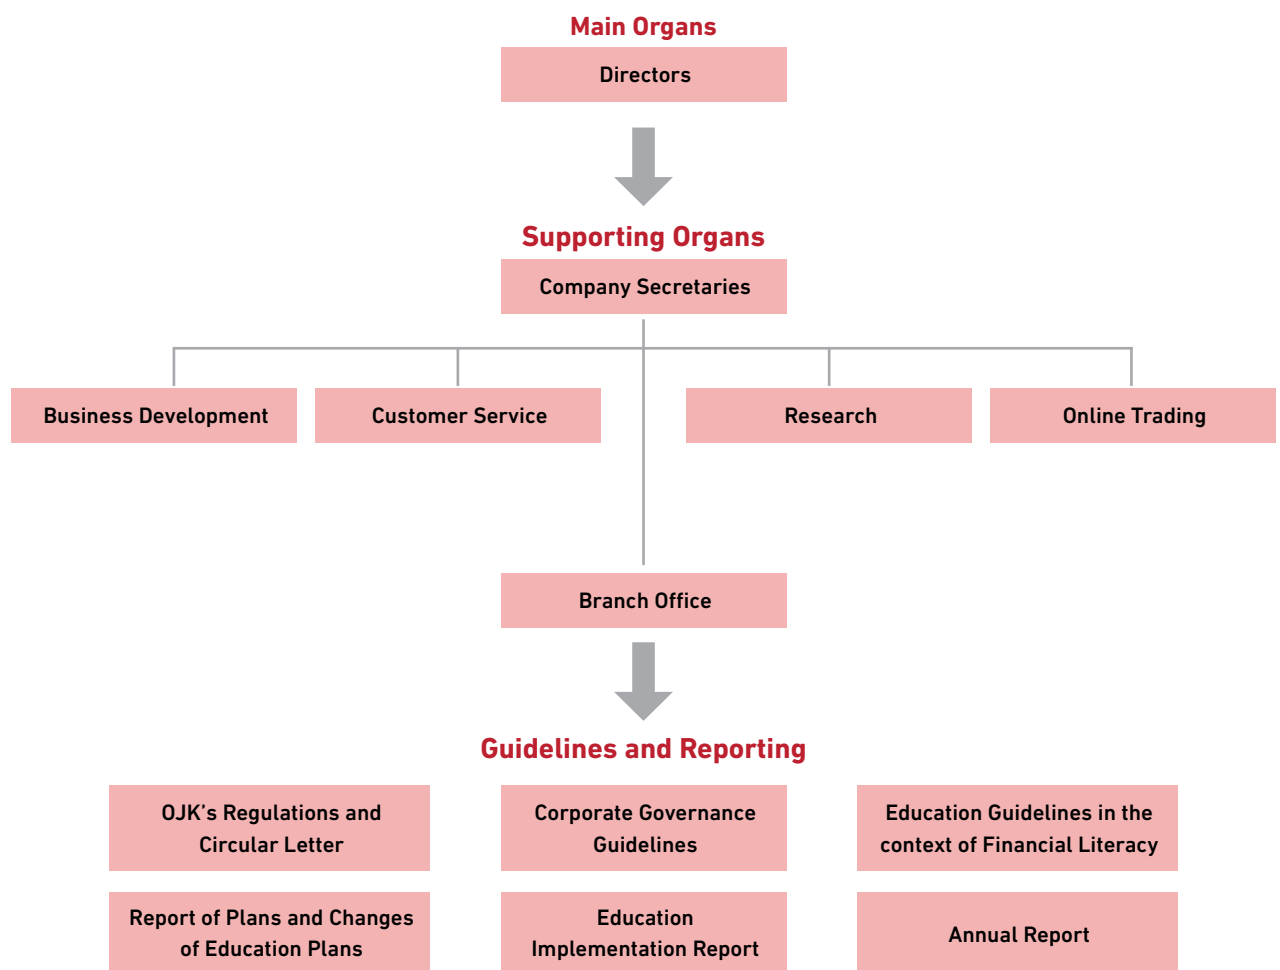 Main Organs
Directors
Supporting Organs
Company Secretaries
Business Development
Customer Service
Research
Online Trading
Branch Office
Guidelines and Reporting
OJK’s Regulations and
Circular Letter
Corporate Governance
Guidelines
Education Guidelines in the
context of Financial Literacy
Report of Plans and Changes
of Education Plans
Education
Implementation Report
Annual Report